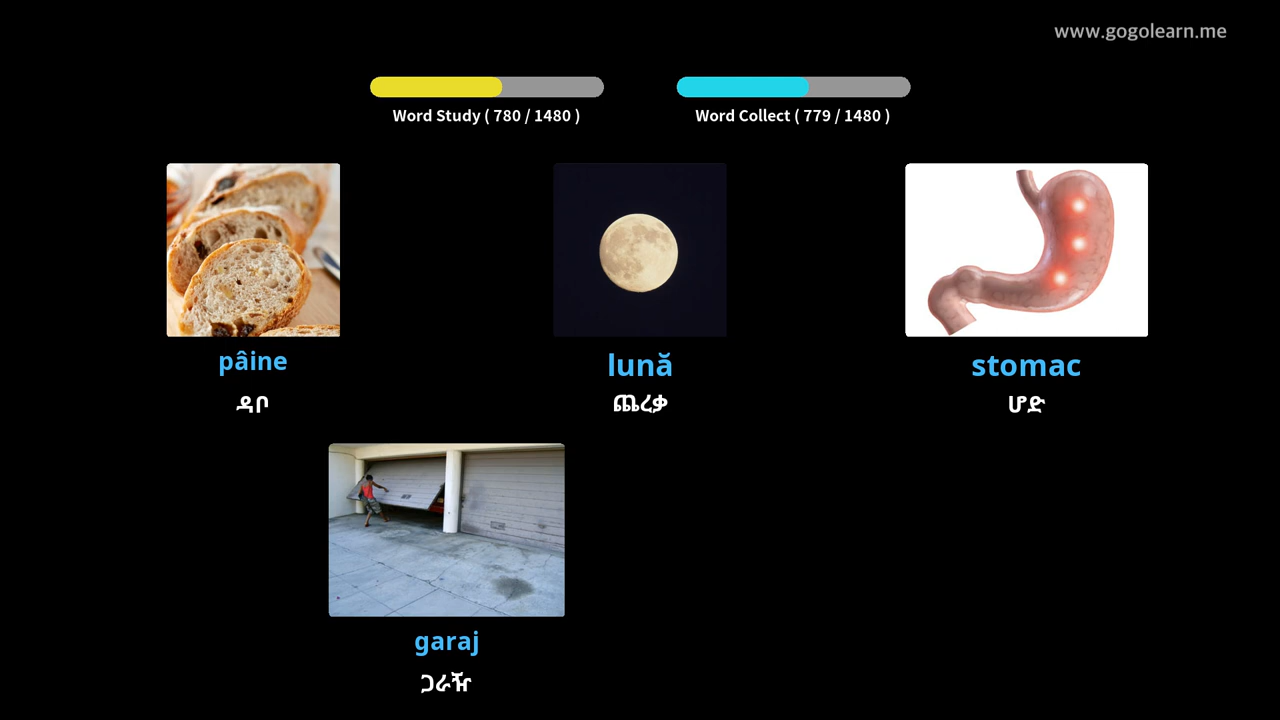 www.gogolearn.me
Word Study ( 780 / 1480 )
Word Collect ( 779 / 1480 )
pâine
ዳቦ
lună
ጨረቃ
stomac
ሆድ
garaj
ጋራዥ